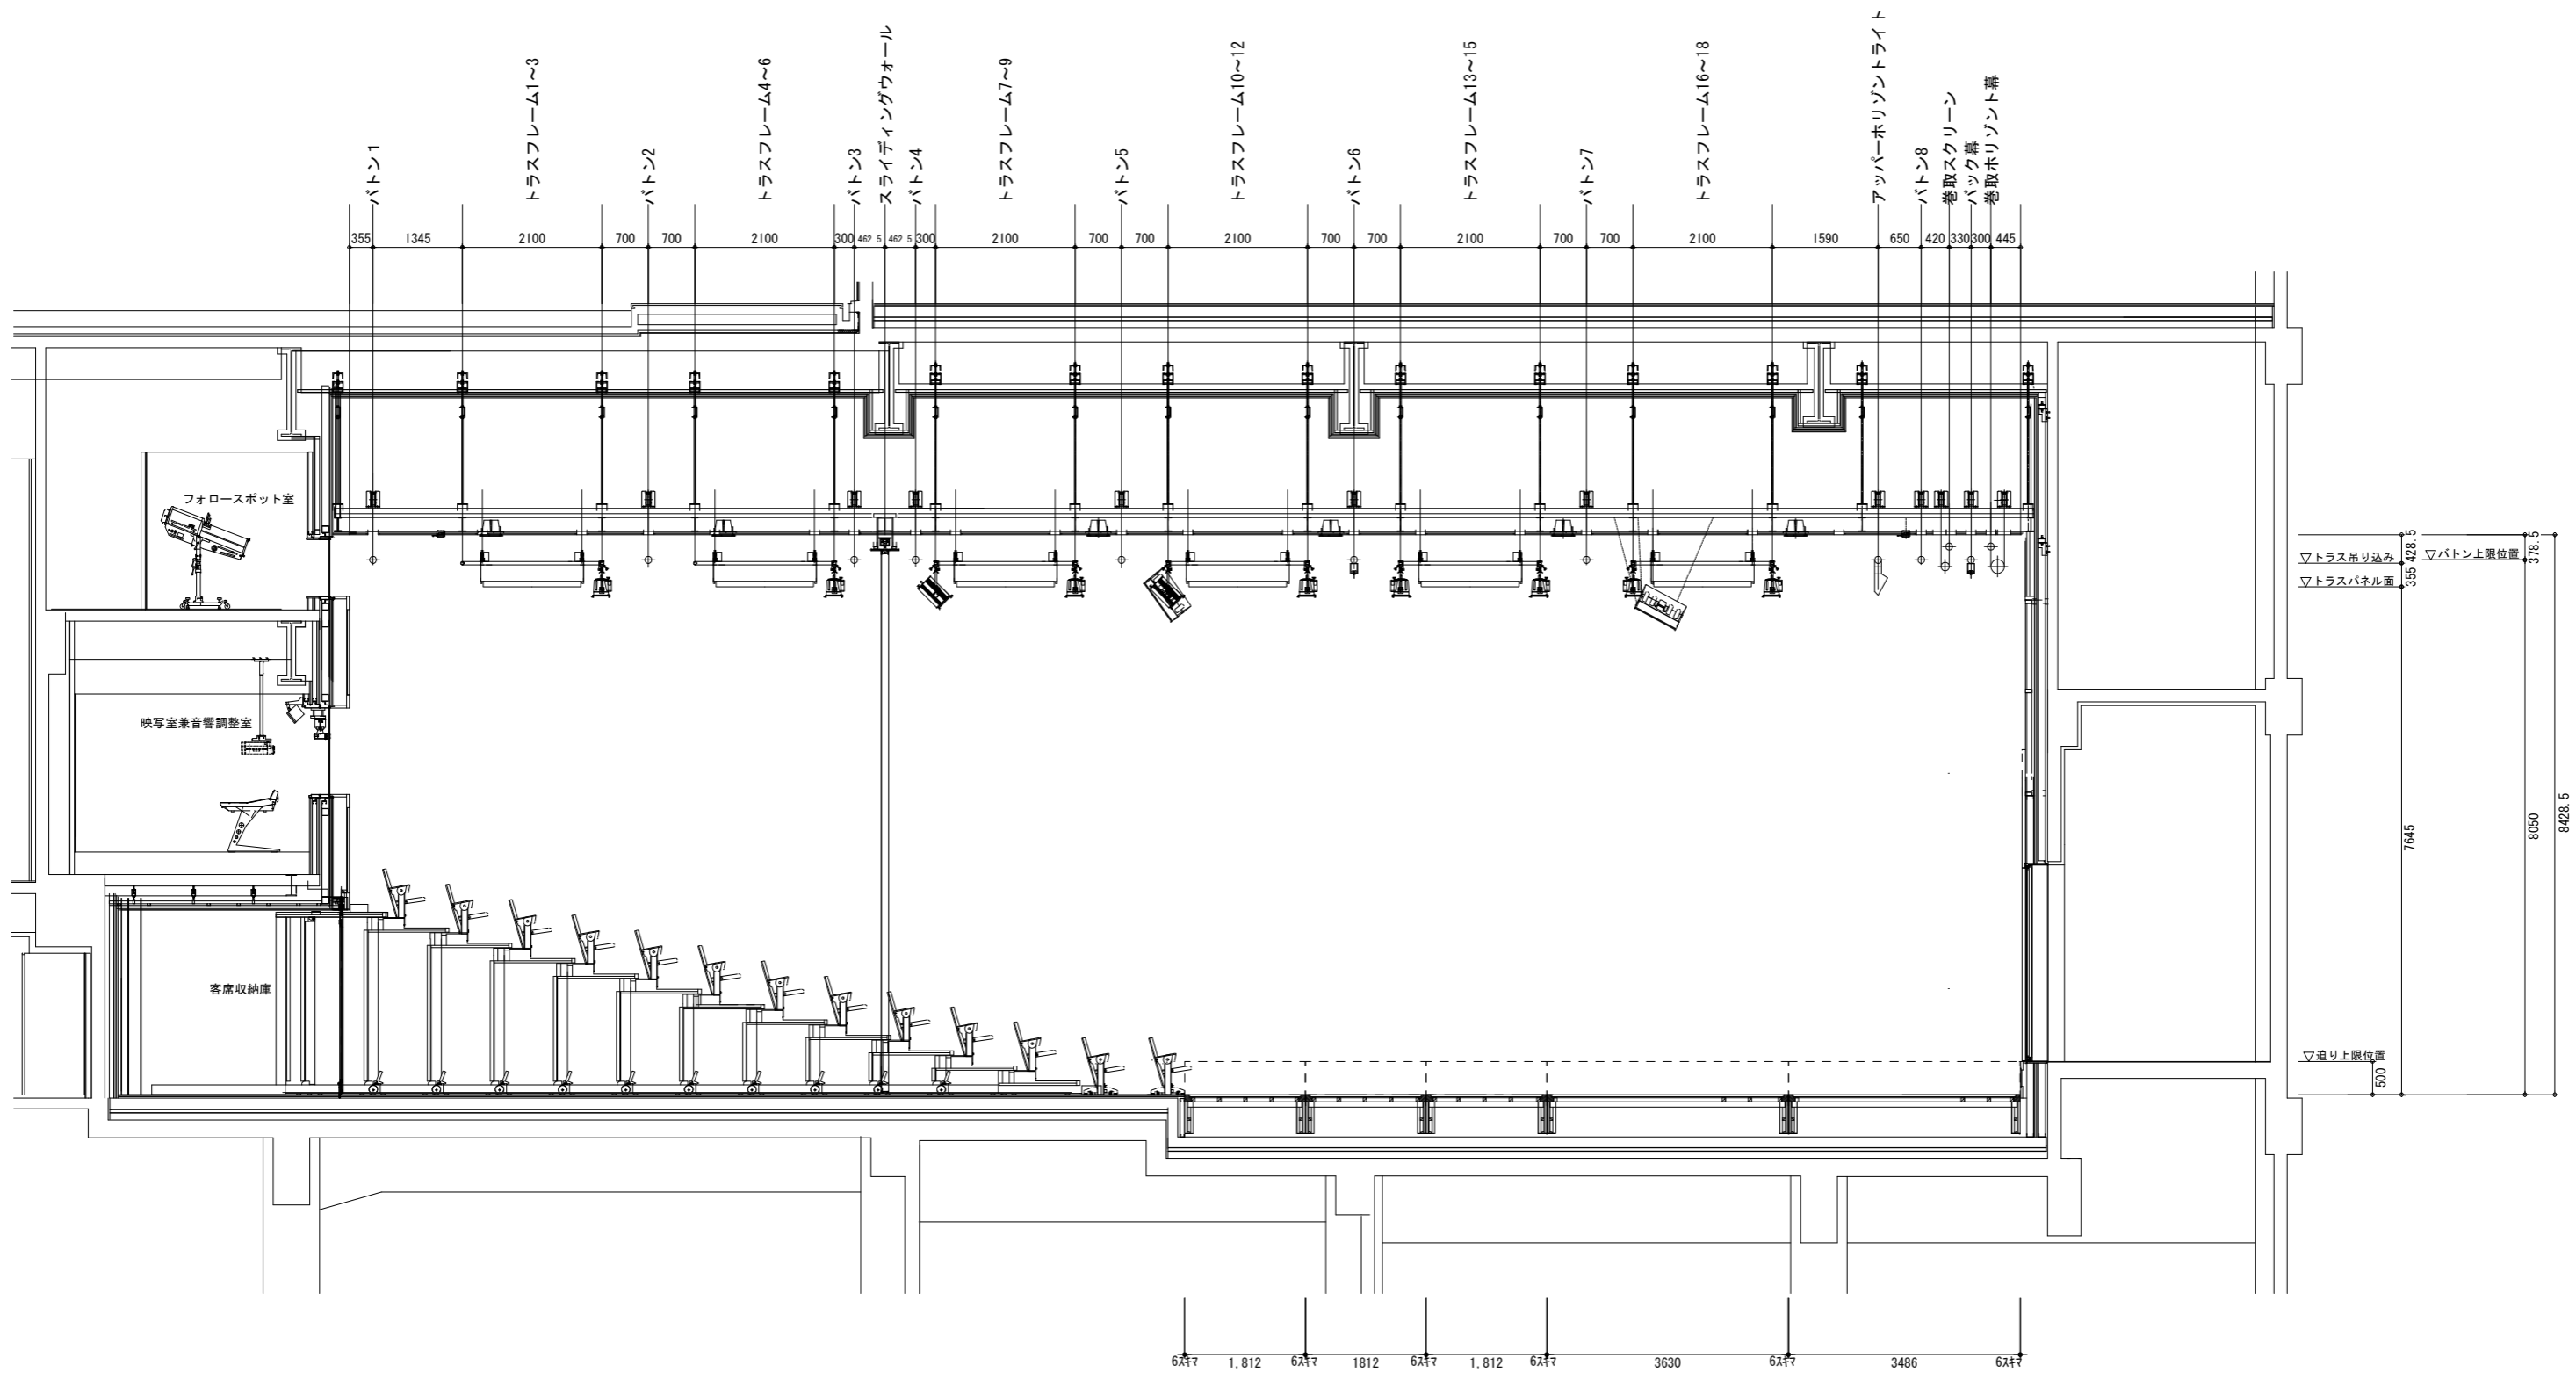 バトン1
トラスフレーム1~3
バトン2
トラスフレーム4~6
バトン3
スライディングウォール
バトン4
トラスフレーム7~9
バトン5
トラスフレーム10~12
バトン6
トラスフレーム13~15
バトン7
トラスフレーム16~18
アッパーホリゾントライト
バトン8
巻取スクリーン
バック幕
巻取ホリゾント幕
355 1345 2100 700 700 2100 300 462.5 462.5 300 2100 700 700 2100 700 700 2100 700 700 2100 1590 650 420 330 300 445
フォロースポット室
映写室兼音響調整室
客席収納庫
▽トラス吊り込み
▽トラスパネル面
▽バトン上限位置
428.5
355
378.5
7645
8050
8428.5
▽迫り上限位置
500
6スキマ 1,812 6スキマ 1812 6スキマ 1,812 6スキマ 3630 6スキマ 3486 6スキマ